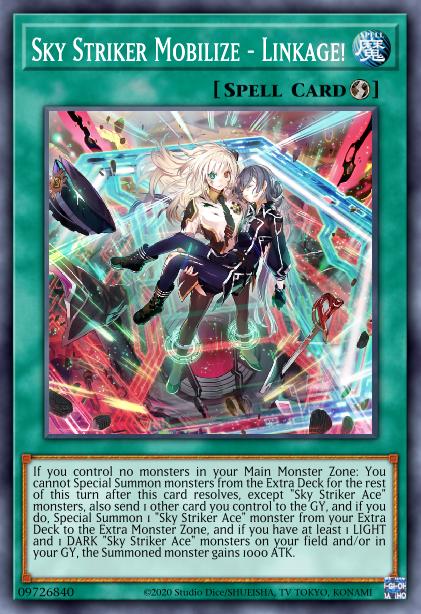 Sky Striker Mobilize - Linkage!
SPELL
魔
[Spell Card]
If you control no monsters in your Main Monster Zone: You
cannot Special Summon monsters from the Extra Deck for the rest
of this turn after this card resolves, except "Sky Striker Ace"
monsters, also send 1 other card you control to the GY, and if you
do, Special Summon 1 "Sky Striker Ace" monster from your Extra
Deck to the Extra Monster Zone, and if you have at least 1 LIGHT
and 1 DARK "Sky Striker Ace" monsters on your field and/or in
your GY, the Summoned monster gains 1000 ATK.
09726840
©2020 Studio Dice/SHUEISHA, TV TOKYO, KONAMI